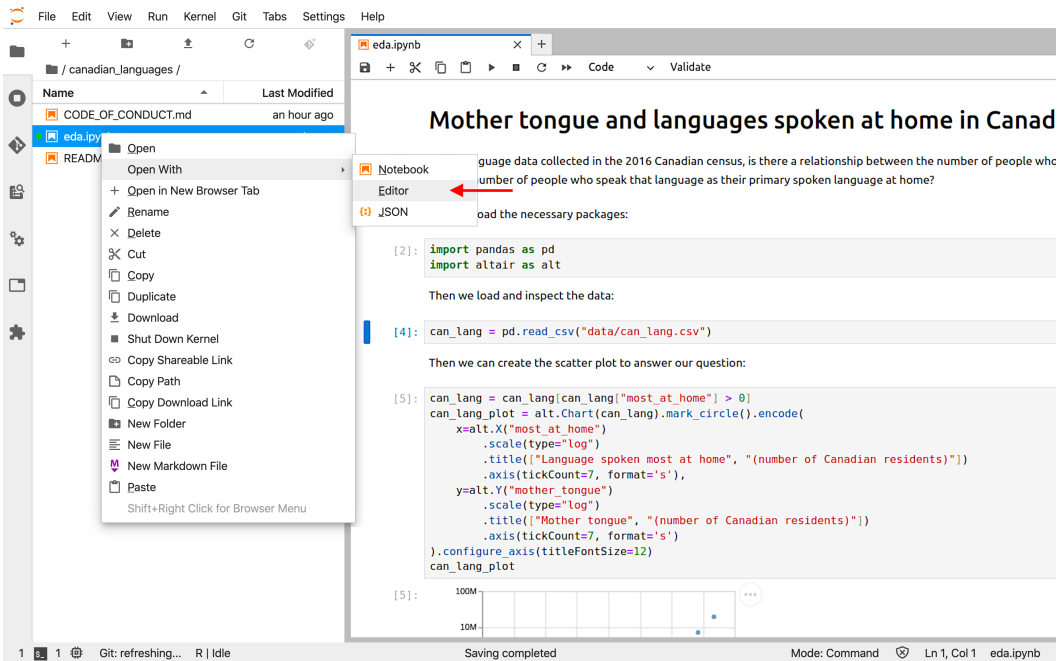 File Edit View Run Kernel Git Tabs Settings Help
/ canadian_languages /
Name Last Modified
CODE_OF_CONDUCT.md an hour ago
eda.ipy
READM
Open
Open With
Open in New Browser Tab
Rename
Delete
Cut
Copy
Duplicate
Download
Shut Down Kernel
Copy Shareable Link
Copy Path
Copy Download Link
New Folder
New File
New Markdown File
Paste
Shift+Right Click for Browser Menu
Notebook
Editor
JSON
eda.ipynb
Code Validate
Mother tongue and languages spoken at home in Canad
guage data collected in the 2016 Canadian census, is there a relationship between the number of people who
umber of people who speak that language as their primary spoken language at home?
oad the necessary packages:
[2]: import pandas as pd
import altair as alt
Then we load and inspect the data:
[4]: can_lang = pd.read_csv("data/can_lang.csv")
Then we can create the scatter plot to answer our question:
[5]: can_lang = can_lang[can_lang["most_at_home"] > 0]
can_lang_plot = alt.Chart(can_lang).mark_circle().encode(
x=alt.X("most_at_home")
.scale(type="log")
.title(["Language spoken most at home", "(number of Canadian residents)"])
.axis(tickCount=7, format='s'),
y=alt.Y("mother_tongue")
.scale(type="log")
.title(["Mother tongue", "(number of Canadian residents)"])
.axis(tickCount=7, format='s')
).configure_axis(titleFontSize=12)
can_lang_plot
[5]: 100M
10M
1 $_ 1 Git: refreshing... R | Idle Saving completed Mode: Command Ln 1, Col 1 eda.ipynb